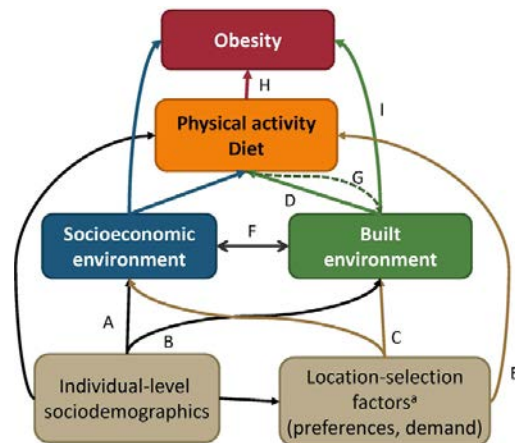 Obesity
H
I
Physical activity
Diet
G
D
Socioeconomic
environment
F
Built
environment
A
B
C
E
Individual-level
sociodemographics
Location-selection
factorsᵃ
(preferences, demand)